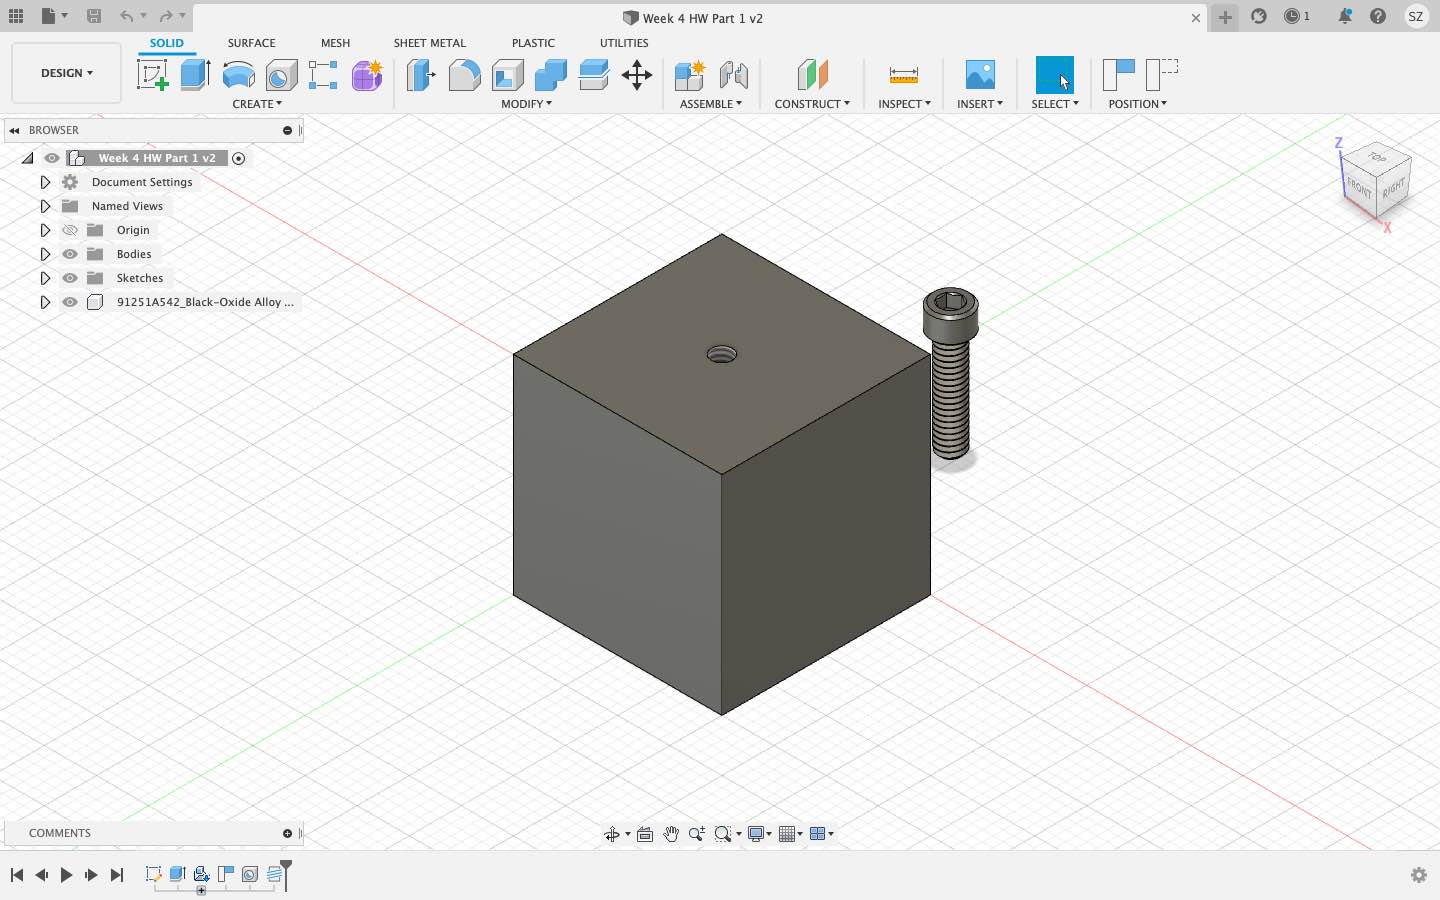 Week 4 HW Part 1 v2
1
SZ
DESIGN
SOLID
SURFACE
MESH
SHEET METAL
PLASTIC
UTILITIES
CREATE
MODIFY
ASSEMBLE
CONSTRUCT
INSPECT
INSERT
SELECT
POSITION
BROWSER
Week 4 HW Part 1 v2
Document Settings
Named Views
Origin
Bodies
Sketches
91251A542_Black-Oxide Alloy ...
Z
TOP
FRONT
RIGHT
X
COMMENTS